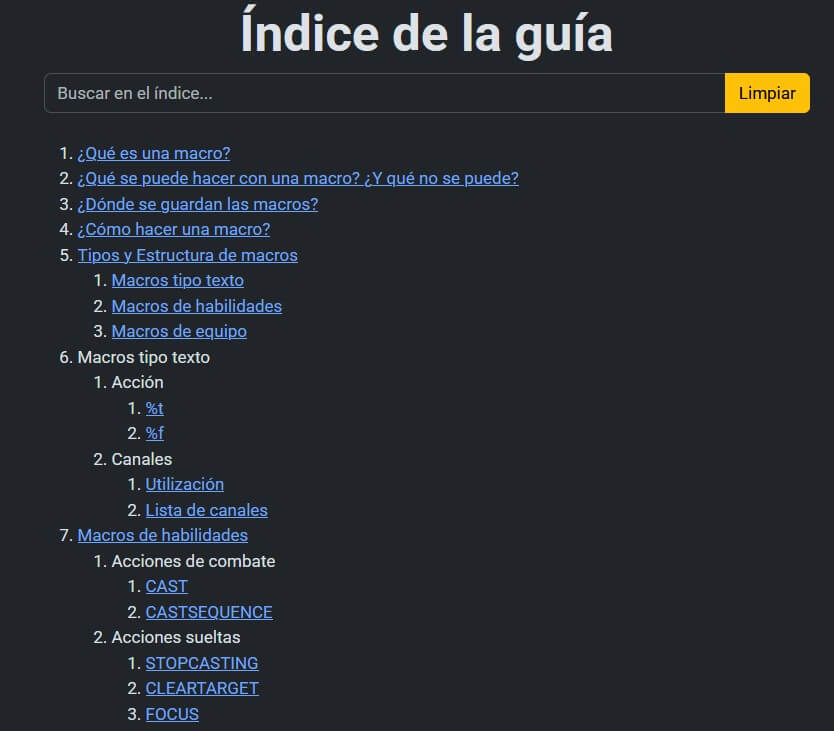 Índice de la guía
Buscar en el índice...
Limpiar
1. ¿Qué es una macro?
2. ¿Qué se puede hacer con una macro? ¿Y qué no se puede?
3. ¿Dónde se guardan las macros?
4. ¿Cómo hacer una macro?
5. Tipos y Estructura de macros
1. Macros tipo texto
2. Macros de habilidades
3. Macros de equipo
6. Macros tipo texto
1. Acción
1. %t
2. %f
2. Canales
1. Utilización
2. Lista de canales
7. Macros de habilidades
1. Acciones de combate
1. CAST
2. CASTSEQUENCE
2. Acciones sueltas
1. STOPCASTING
2. CLEARTARGET
3. FOCUS